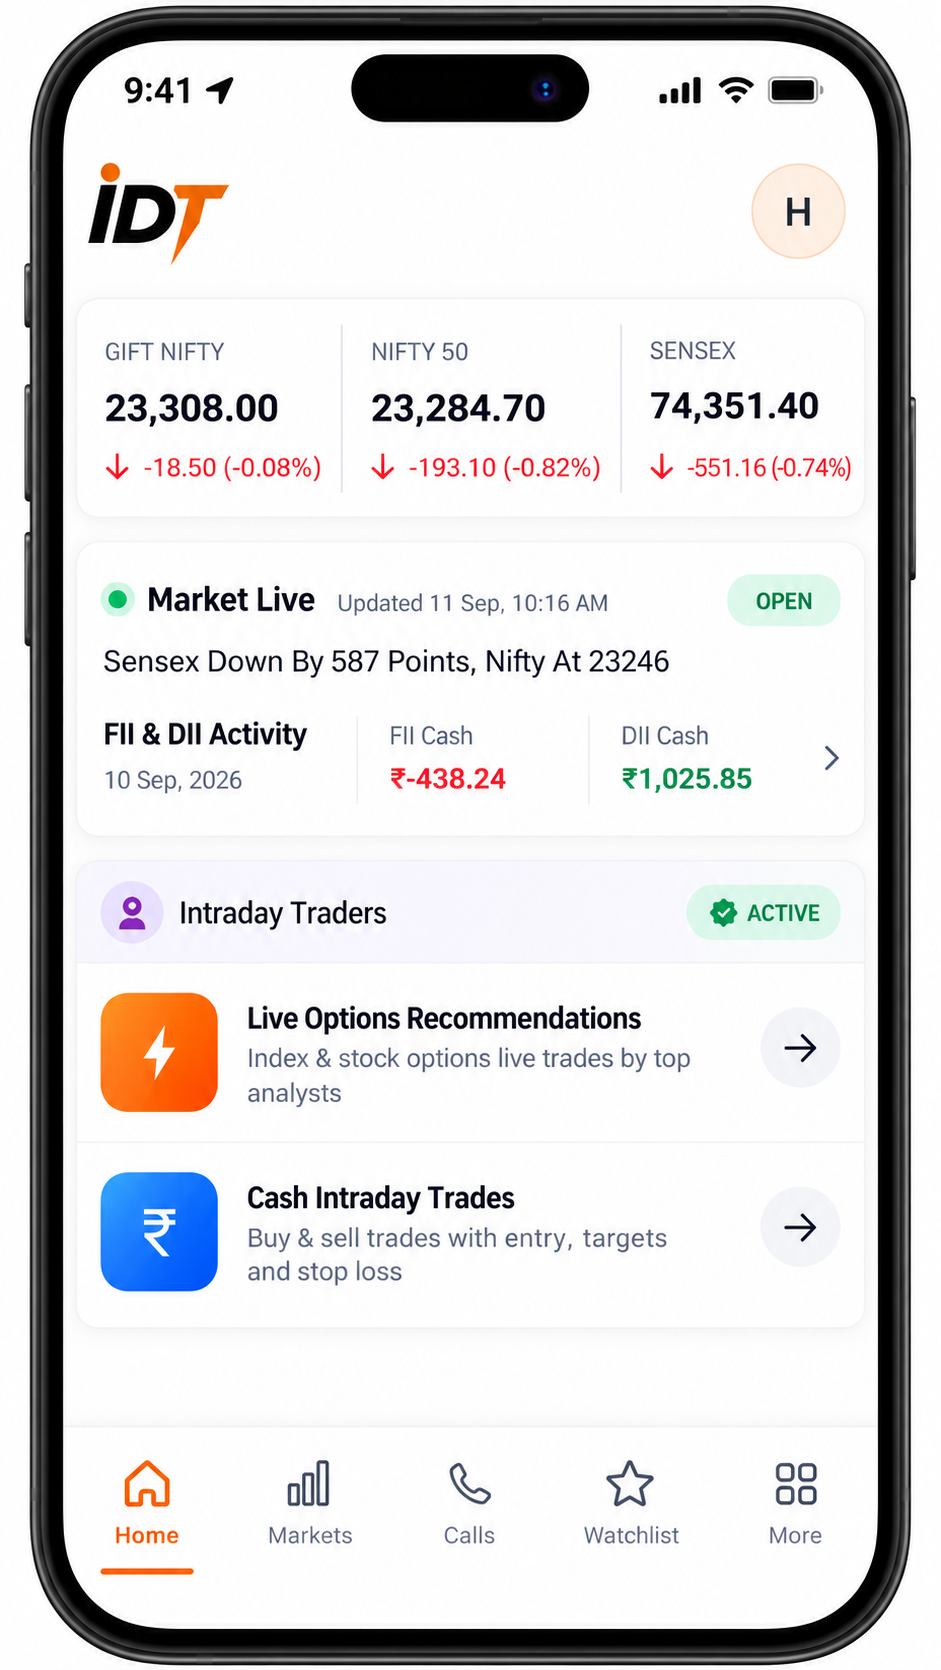 9:41
iDT
H
GIFT NIFTY
23,308.00
-18.50 (-0.08%)
NIFTY 50
23,284.70
-193.10 (-0.82%)
SENSEX
74,351.40
-551.16 (-0.74%)
Market Live Updated 11 Sep, 10:16 AM OPEN
Sensex Down By 587 Points, Nifty At 23246
FII & DII Activity
10 Sep, 2026
FII Cash
₹-438.24
DII Cash
₹1,025.85
Intraday Traders ACTIVE
Live Options Recommendations
Index & stock options live trades by top
analysts
₹
Cash Intraday Trades
Buy & sell trades with entry, targets
and stop loss
Home Markets Calls Watchlist More